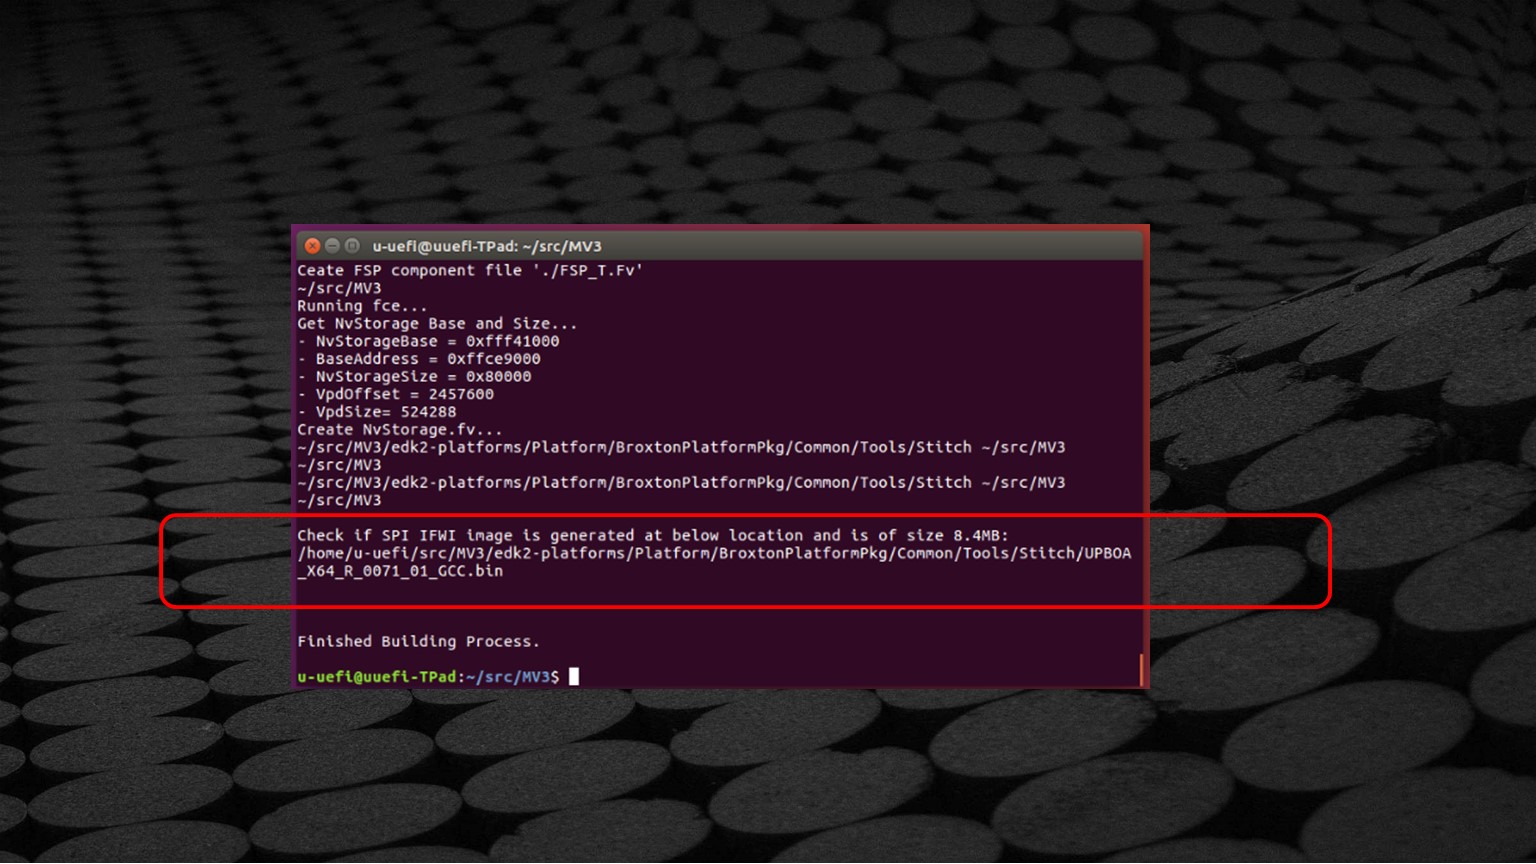 u-uefi@uuefi-TPad: ~/src/MV3
Ceate FSP component file './FSP_T.Fv'
~/src/MV3
Running fce...
Get NvStorage Base and Size...
- NvStorageBase = 0xfff41000
- BaseAddress = 0xffce9000
- NvStorageSize = 0x80000
- VpdOffset = 2457600
- VpdSize= 524288
Create NvStorage.fv...
~/src/MV3/edk2-platforms/Platform/BroxtonPlatformPkg/Common/Tools/Stitch ~/src/MV3
~/src/MV3
~/src/MV3/edk2-platforms/Platform/BroxtonPlatformPkg/Common/Tools/Stitch ~/src/MV3
~/src/MV3
Check if SPI IFWI image is generated at below location and is of size 8.4MB:
/home/u-uefi/src/MV3/edk2-platforms/Platform/BroxtonPlatformPkg/Common/Tools/Stitch/UPBOA
_X64_R_0071_01_GCC.bin
Finished Building Process.
u-uefi@uuefi-TPad:~/src/MV3$